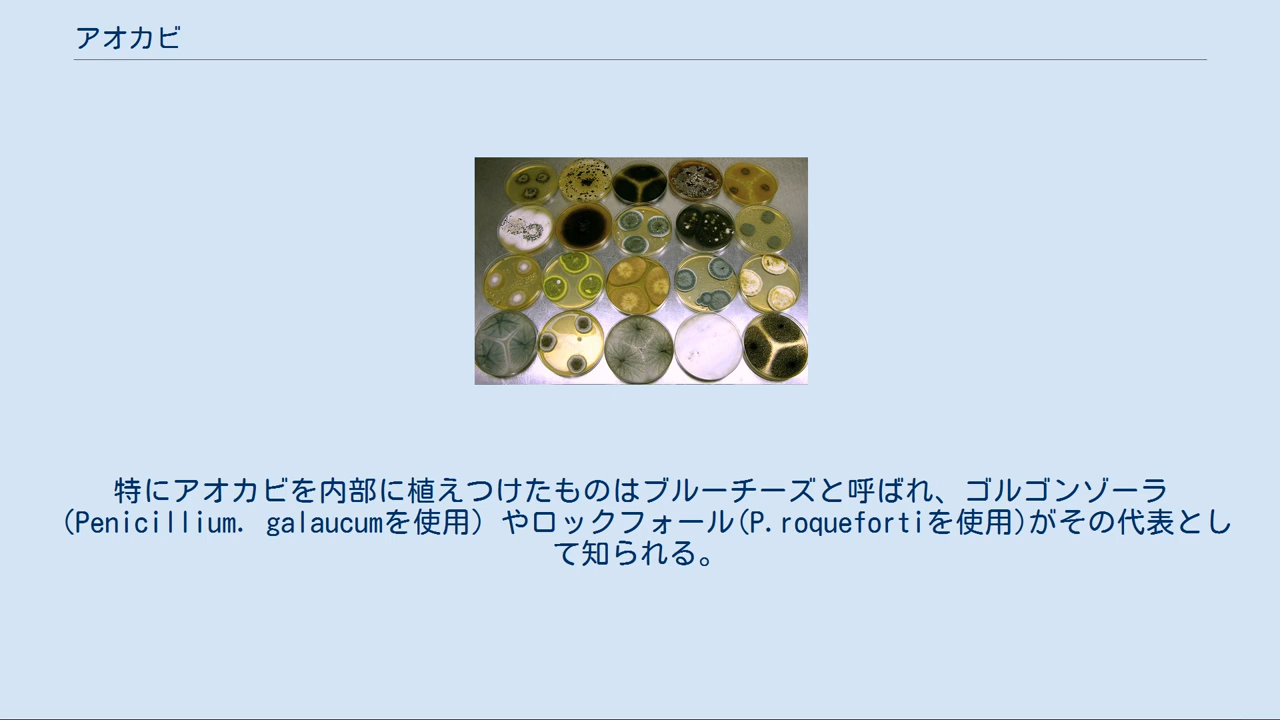 アオカビ
特にアオカビを内部に植えつけたものはブルーチーズと呼ばれ、ゴルゴンゾーラ
(Penicillium. galaucumを使用) やロックフォール(P.roquefortiを使用)がその代表とし
て知られる。